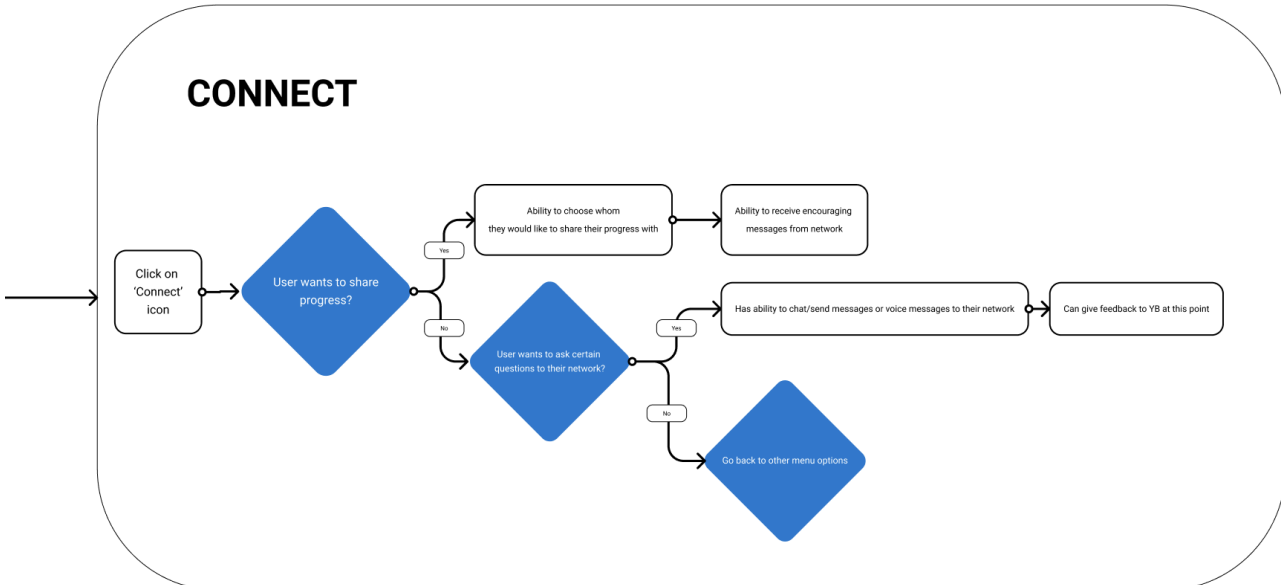 CONNECT
Click on
‘Connect’
icon
User wants to share
progress?
Yes
Ability to choose whom
they would like to share their progress with
Ability to receive encouraging
messages from network
No
User wants to ask certain
questions to their network?
Yes
Has ability to chat/send messages or voice messages to their network
Can give feedback to YB at this point
No
Go back to other menu options